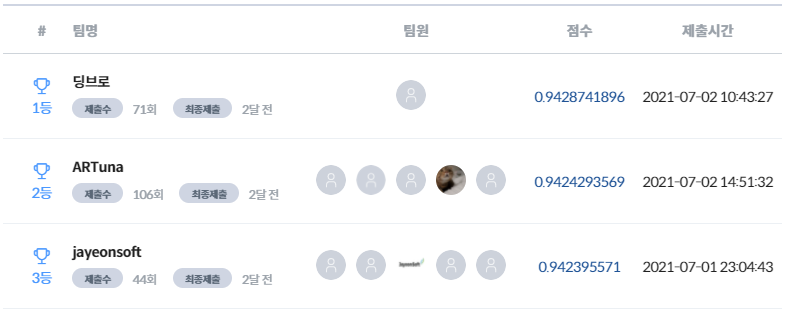 # 팀명 팀원 점수 제출시간
딩브로
1등 제출수 71회 최종제출 2달 전 0.9428741896 2021-07-02 10:43:27
ARTuna
2등 제출수 106회 최종제출 2달 전 0.9424293569 2021-07-02 14:51:32
jayeonsoft
3등 제출수 44회 최종제출 2달 전 JayeonSoft 0.942395571 2021-07-01 23:04:43